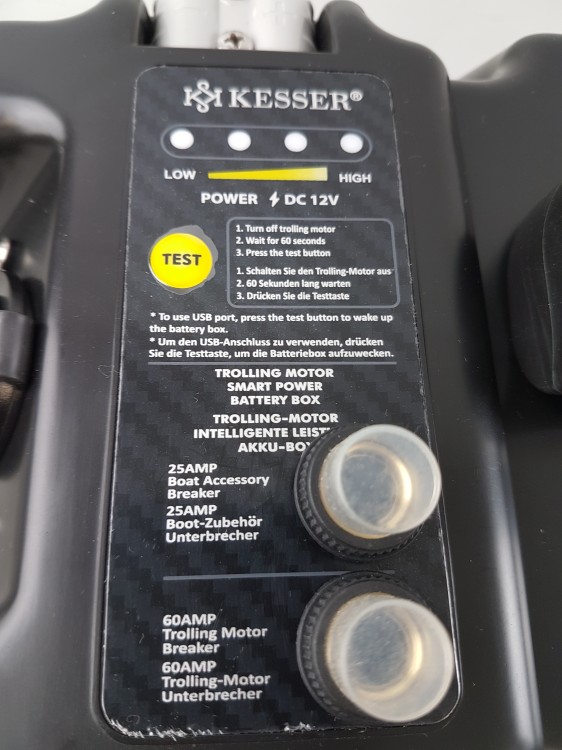 KESSER®
LOW HIGH
POWER DC 12V
TEST
1. Turn off trolling motor
2. Wait for 60 seconds
3. Press the test button
1. Schalten Sie den Trolling-Motor aus
2. 60 Sekunden lang warten
3. Drücken Sie die Testtaste
* To use USB port, press the test button to wake up
the battery box.
* Um den USB-Anschluss zu verwenden, drücken
Sie die Testtaste, um die Batteriebox aufzuwecken.
TROLLING MOTOR
SMART POWER
BATTERY BOX
TROLLING-MOTOR
INTELLIGENTE
AKKU-BOX
25AMP
Boat Accessory
Breaker
25AMP
Boot-Zubehör
Unterbrecher
60AMP
Trolling Motor
Breaker
60AMP
Trolling-Motor
Unterbrecher